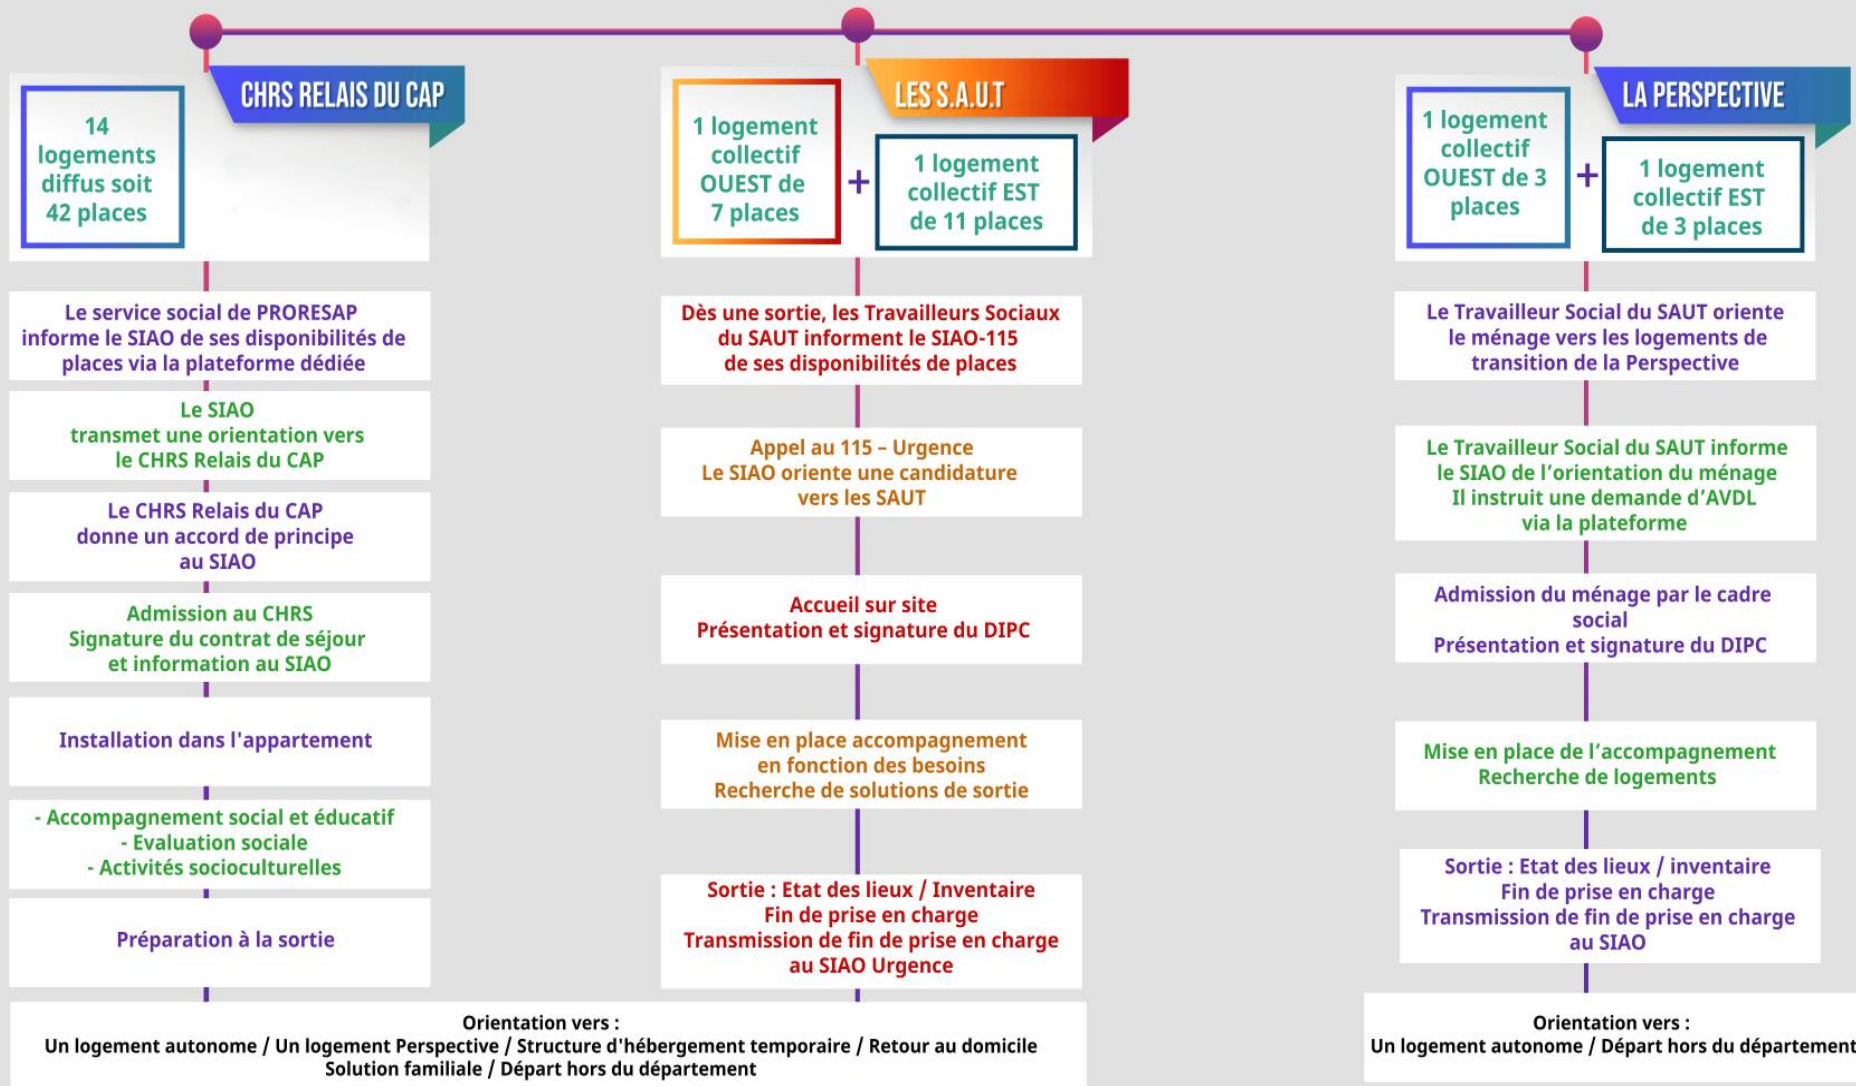 CHRS RELAIS DU CAP
14
logements
diffus soit
42 places
Le service social de PRORESAP
informe le SIAO de ses disponibilités de
places via la plateforme dédiée
Le SIAO
transmet une orientation vers
le CHRS Relais du CAP
Le CHRS Relais du CAP
donne un accord de principe
au SIAO
Admission au CHRS
Signature du contrat de séjour
et information au SIAO
Installation dans l'appartement
- Accompagnement social et éducatif
- Evaluation sociale
- Activités socioculturelles
Préparation à la sortie
LES S.A.U.T
1 logement
collectif
OUEST de
7 places
+
1 logement
collectif EST
de 11 places
Dès une sortie, les Travailleurs Sociaux
du SAUT informent le SIAO-115
de ses disponibilités de places
Appel au 115 – Urgence
Le SIAO oriente une candidature
vers les SAUT
Accueil sur site
Présentation et signature du DIPC
Mise en place accompagnement
en fonction des besoins
Recherche de solutions de sortie
Sortie : Etat des lieux / Inventaire
Fin de prise en charge
Transmission de fin de prise en charge
au SIAO Urgence
Orientation vers :
Un logement autonome / Un logement Perspective / Structure d'hébergement temporaire / Retour au domicile
Solution familiale / Départ hors du département
LA PERSPECTIVE
1 logement
collectif
OUEST de 3
places
+
1 logement
collectif EST
de 3 places
Le Travailleur Social du SAUT oriente
le ménage vers les logements de
transition de la Perspective
Le Travailleur Social du SAUT informe
le SIAO de l’orientation du ménage
Il instruit une demande d’AVDL
via la plateforme
Admission du ménage par le cadre
social
Présentation et signature du DIPC
Mise en place de l’accompagnement
Recherche de logements
Sortie : Etat des lieux / inventaire
Fin de prise en charge
Transmission de fin de prise en charge
au SIAO
Orientation vers :
Un logement autonome / Départ hors du département